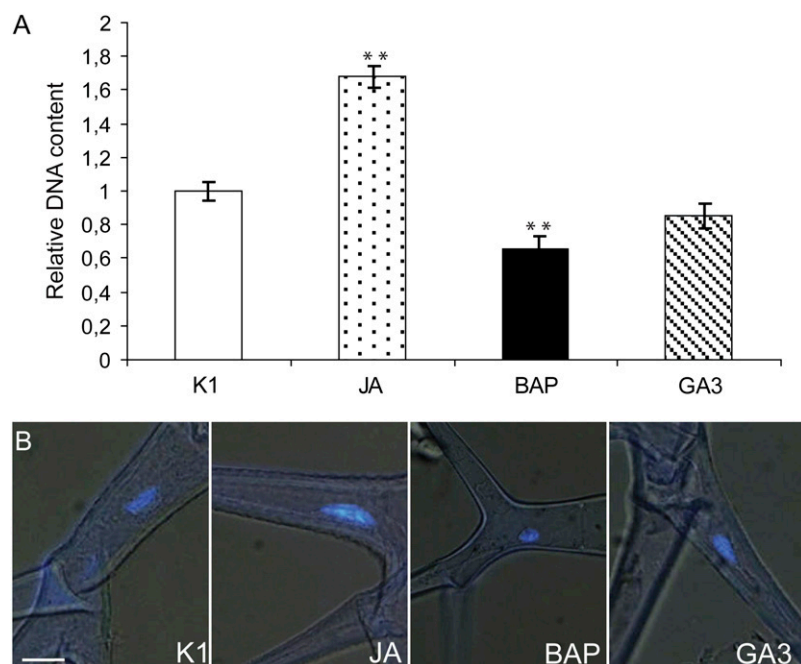 A
Relative DNA content
2
1,8
1,6
1,4
1,2
1
0,8
0,6
0,4
0,2
0
**
**
K1 JA BAP GA3
B
K1 JA BAP GA3